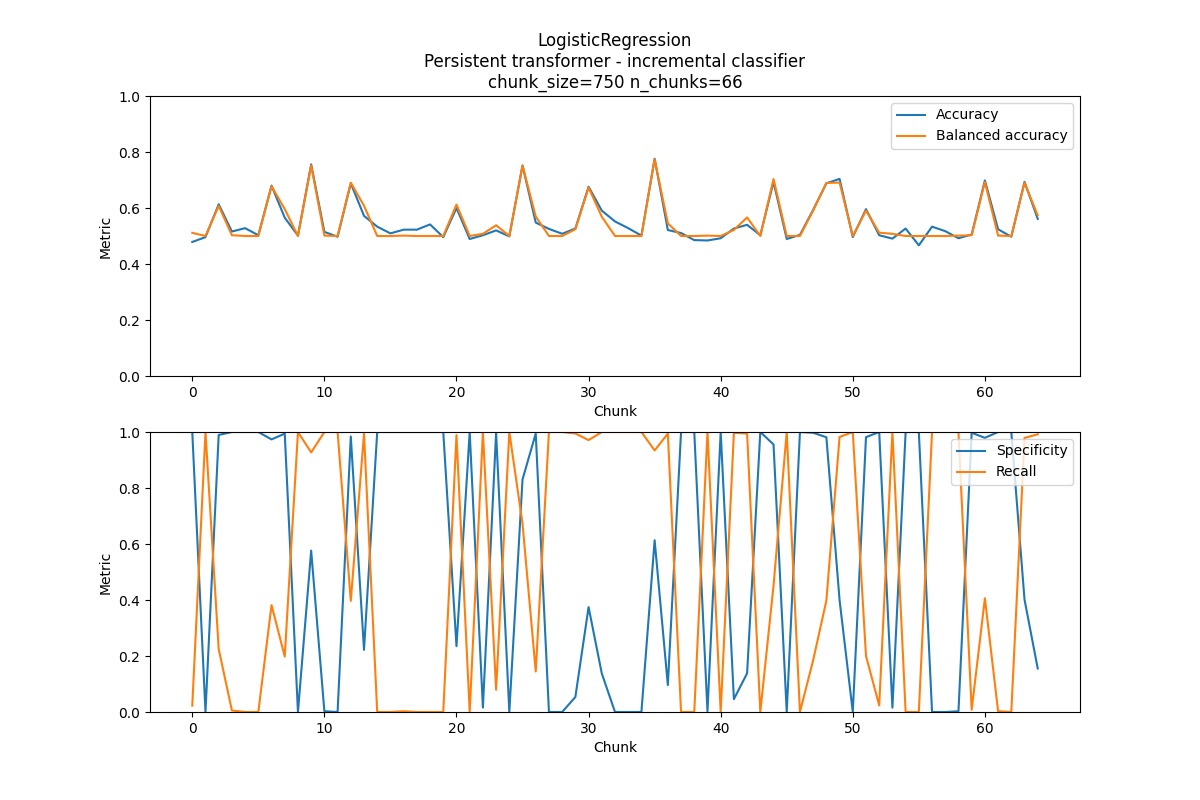 LogisticRegression
Persistent transformer - incremental classifier
chunk_size=750 n_chunks=66
1.0
0.8
0.6
0.4
0.2
0.0
Metric
Accuracy
Balanced accuracy
0 10 20 30 40 50 60
Chunk
1.0
0.8
0.6
0.4
0.2
0.0
Metric
Specificity
Recall
0 10 20 30 40 50 60
Chunk